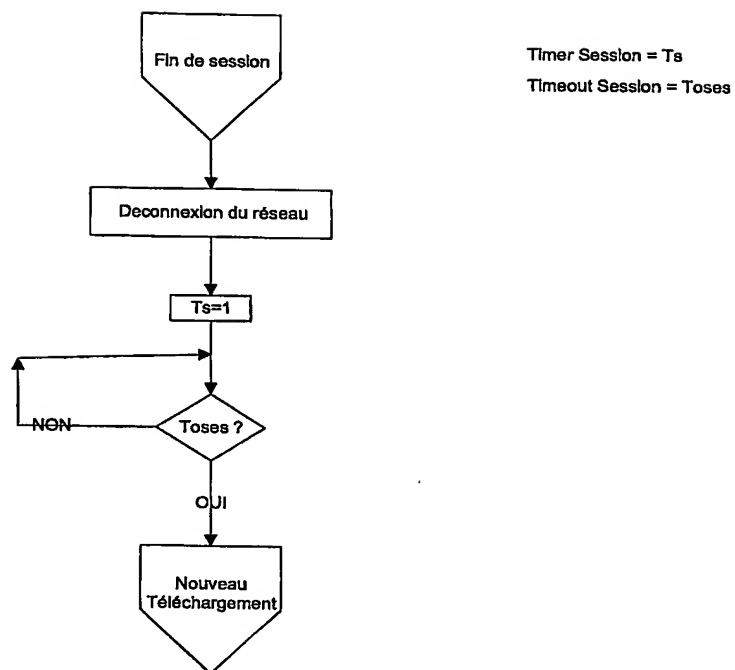 Fin de session
Timer Session = Ts
Timeout Session = Toses
Deconnexion du réseau
Ts=1
NON
Toses ?
OUI
Nouveau
Téléchargement